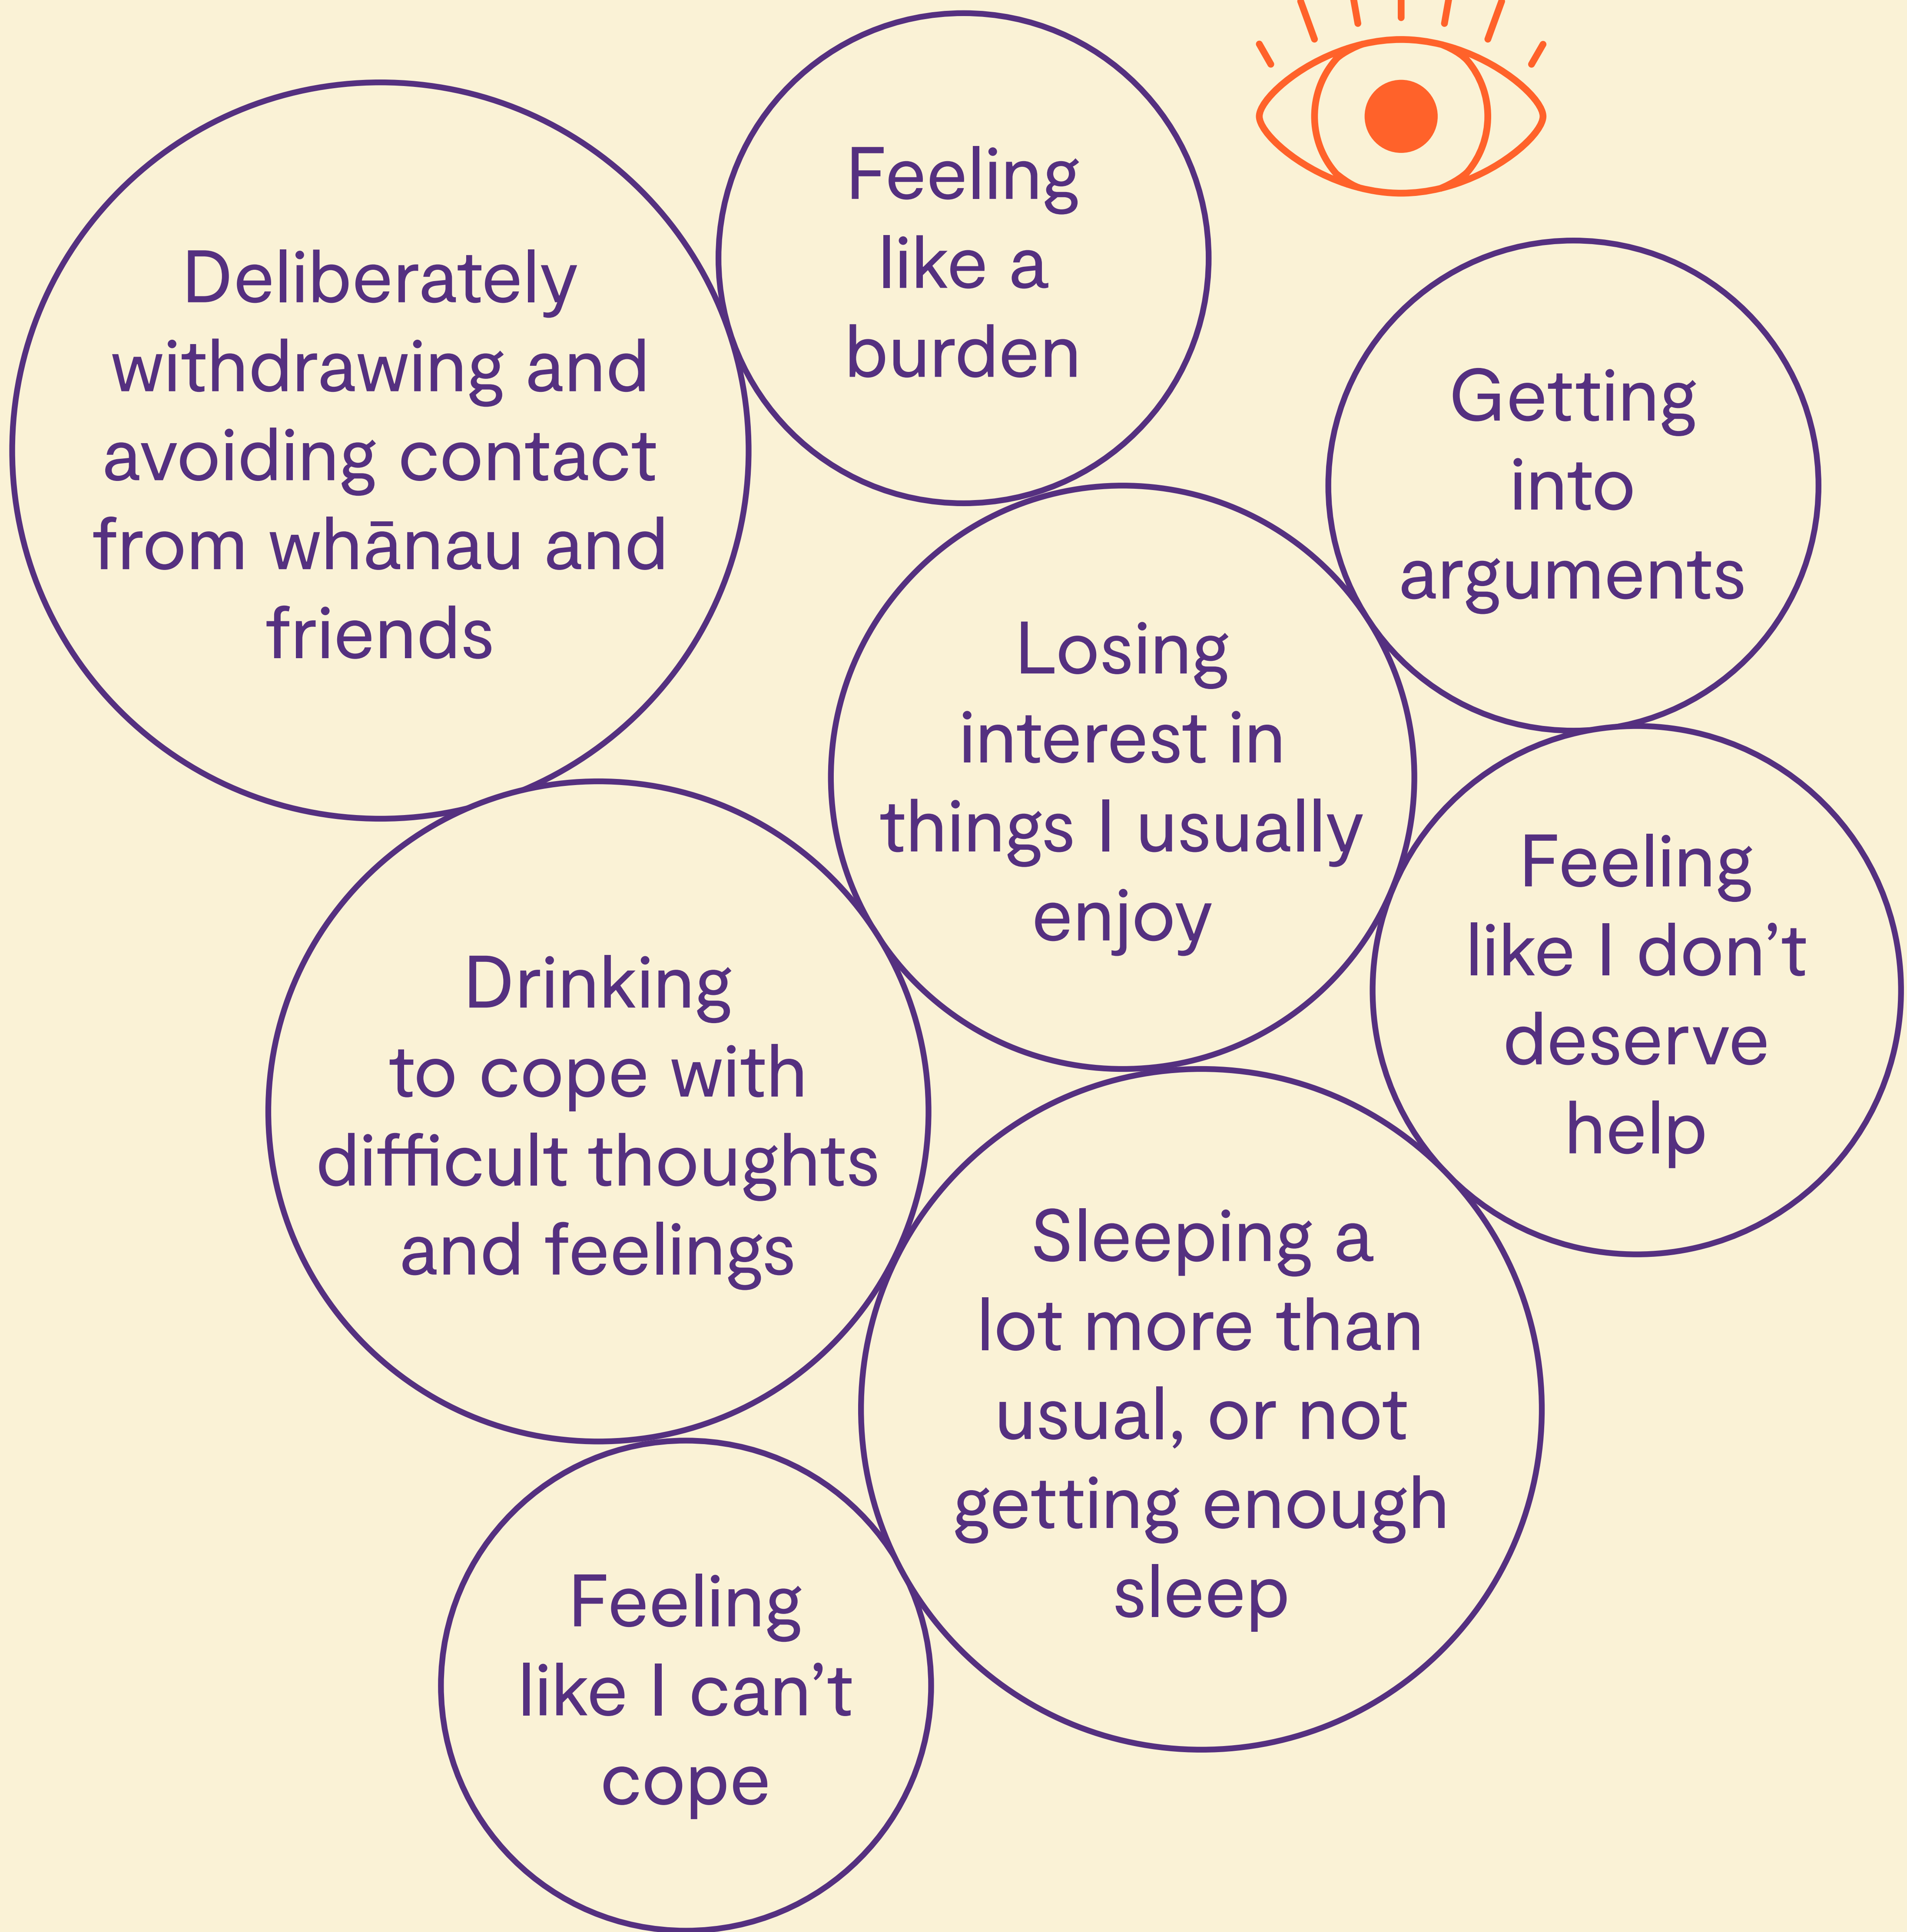 Feeling
like a
burden
Deliberately
withdrawing and
avoiding contact
from whānau and
friends
Getting
into
arguments
Losing
interest in
things I usually
enjoy
Feeling
like I don’t
deserve
help
Drinking
to cope with
difficult thoughts
and feelings
Sleeping a
lot more than
usual, or not
getting enough
sleep
Feeling
like I can’t
cope